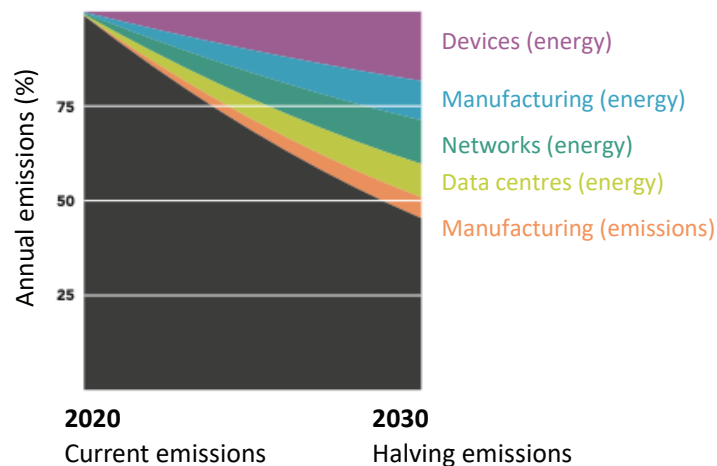 Annual emissions (%)
75
50
25
Devices (energy)
Manufacturing (energy)
Networks (energy)
Data centres (energy)
Manufacturing (emissions)
2020
Current emissions
2030
Halving emissions